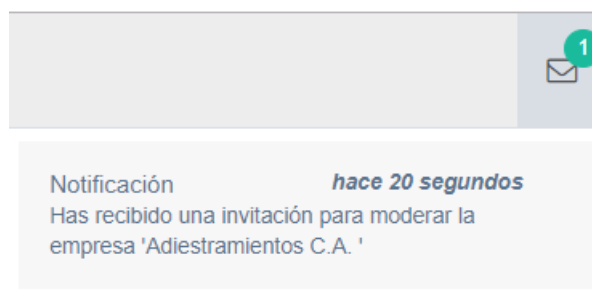 1
Notificación hace 20 segundos
Has recibido una invitación para moderar la
empresa 'Adiestramientos C.A. '